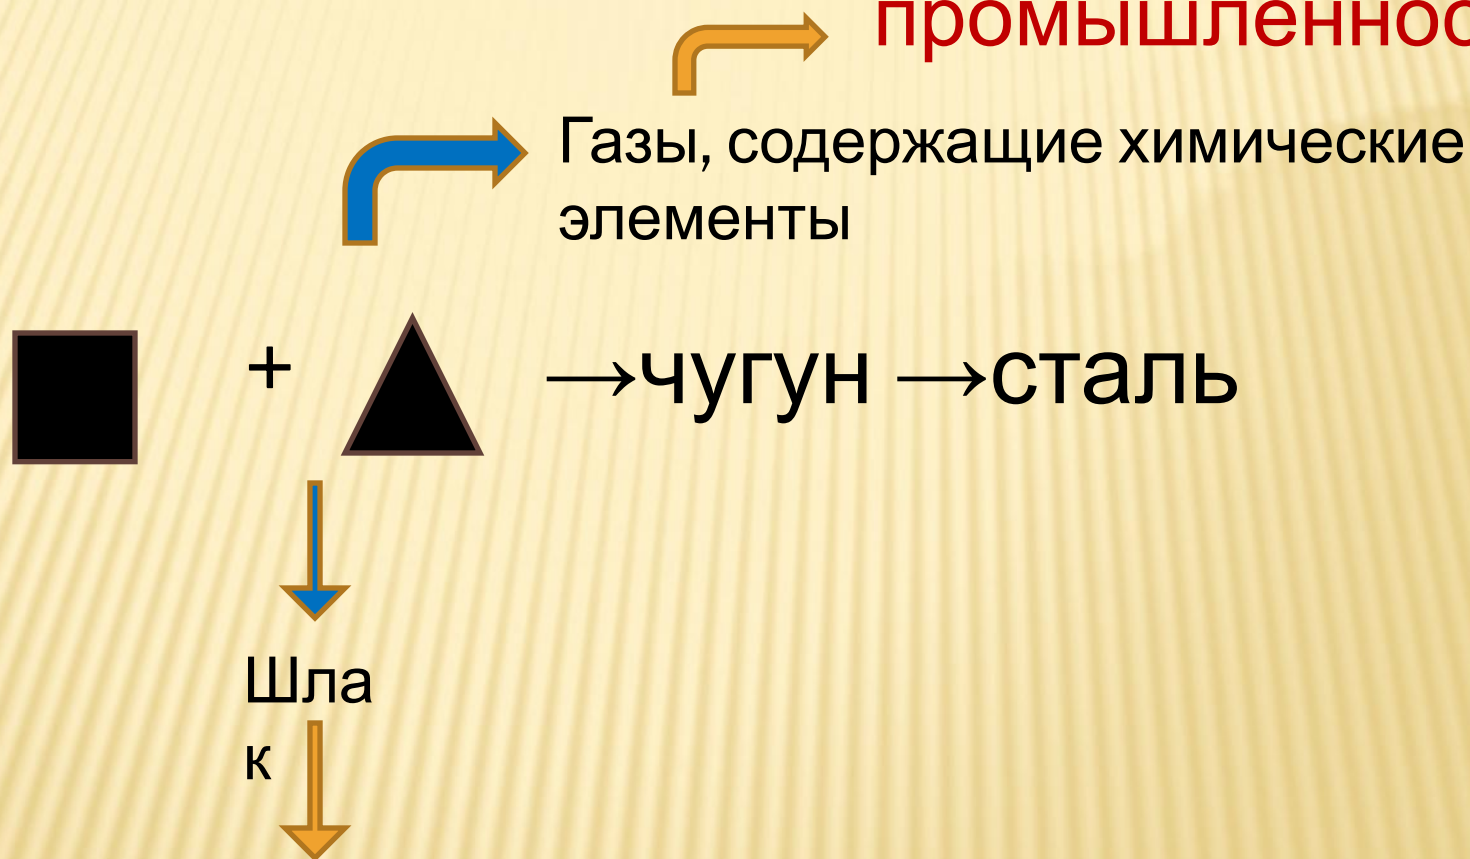 промышленнос
Газы, содержащие химические
элементы
+ →чугун →сталь
Шла
к